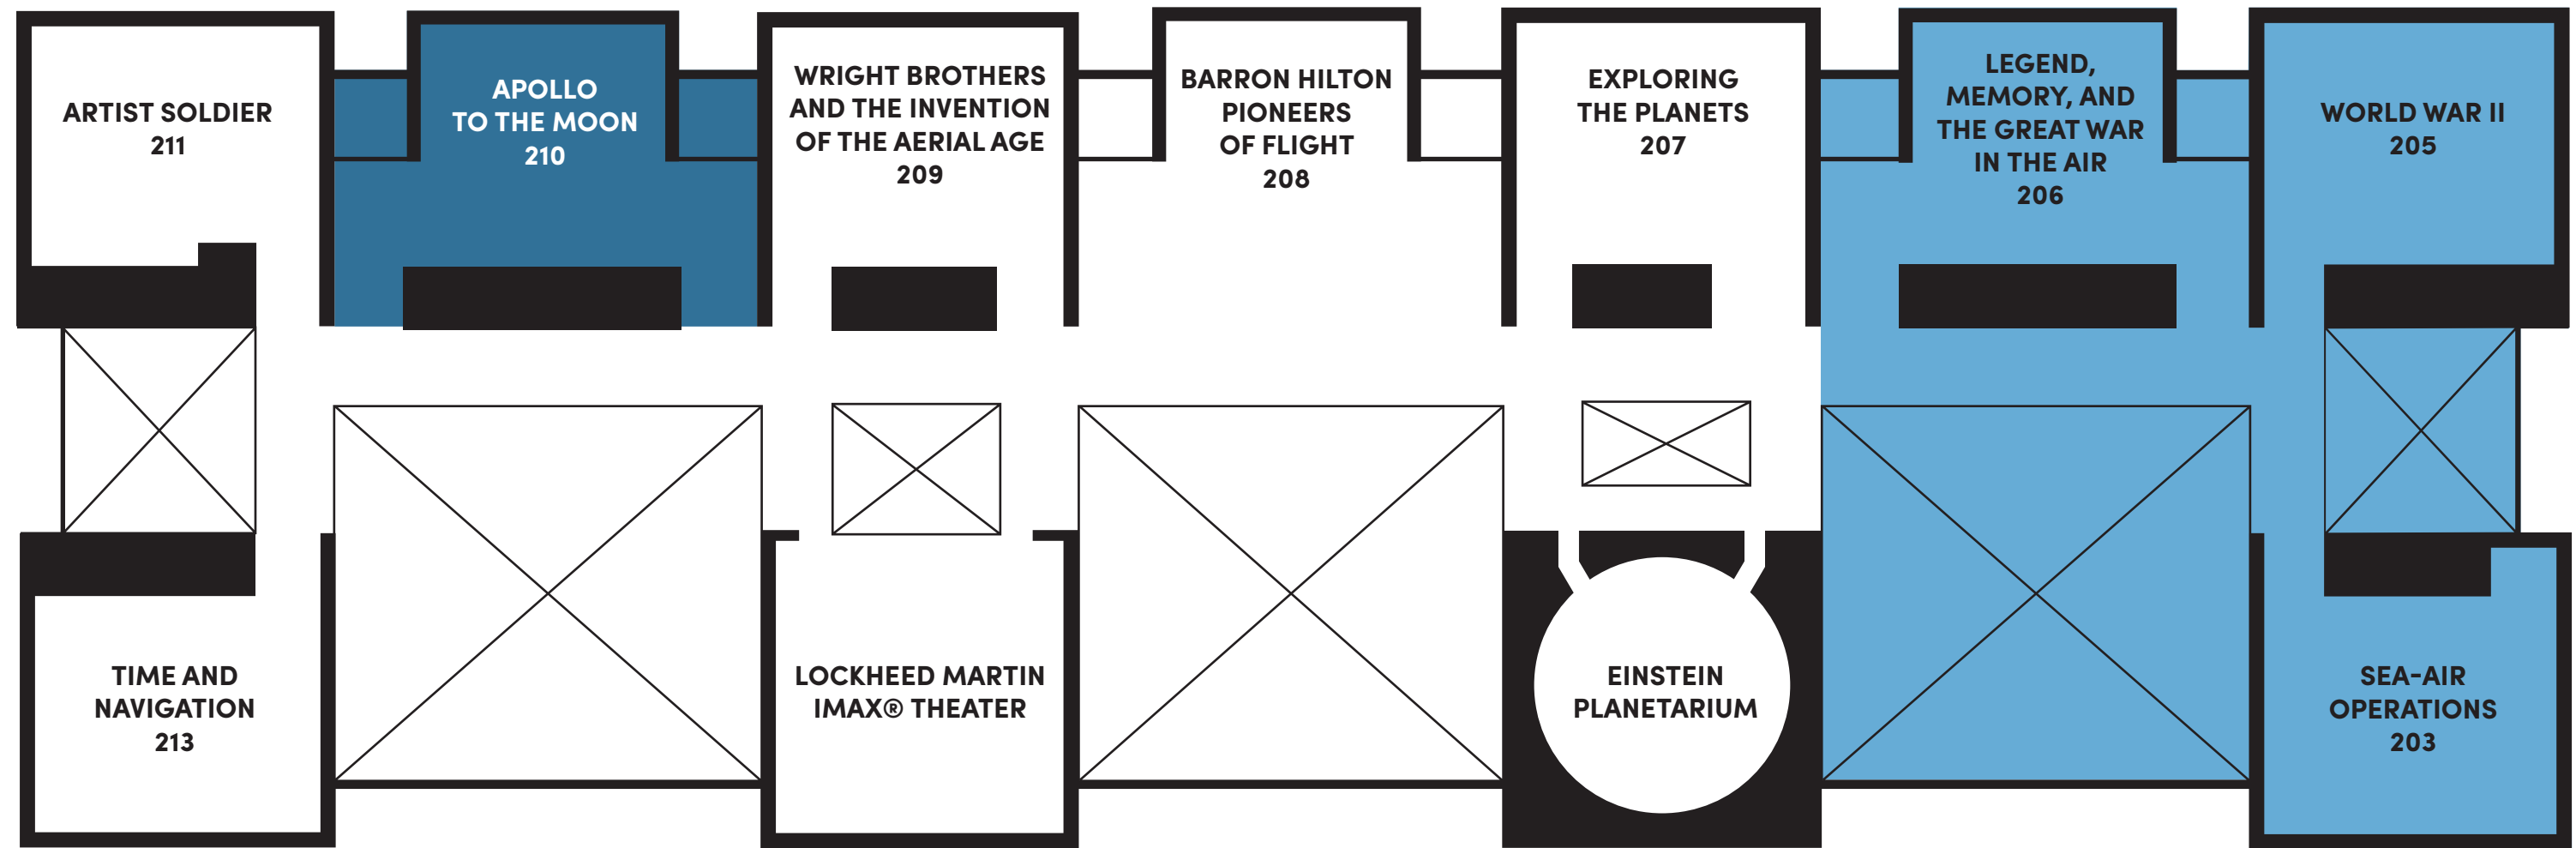 ARTIST SOLDIER
211
APOLLO
TO THE MOON
210
WRIGHT BROTHERS
AND THE INVENTION
OF THE AERIAL AGE
209
BARRON HILTON
PIONEERS
OF FLIGHT
208
EXPLORING
THE PLANETS
207
LEGEND,
MEMORY, AND
THE GREAT WAR
IN THE AIR
206
WORLD WAR II
205
TIME AND
NAVIGATION
213
LOCKHEED MARTIN
IMAX® THEATER
EINSTEIN
PLANETARIUM
SEA-AIR
OPERATIONS
203